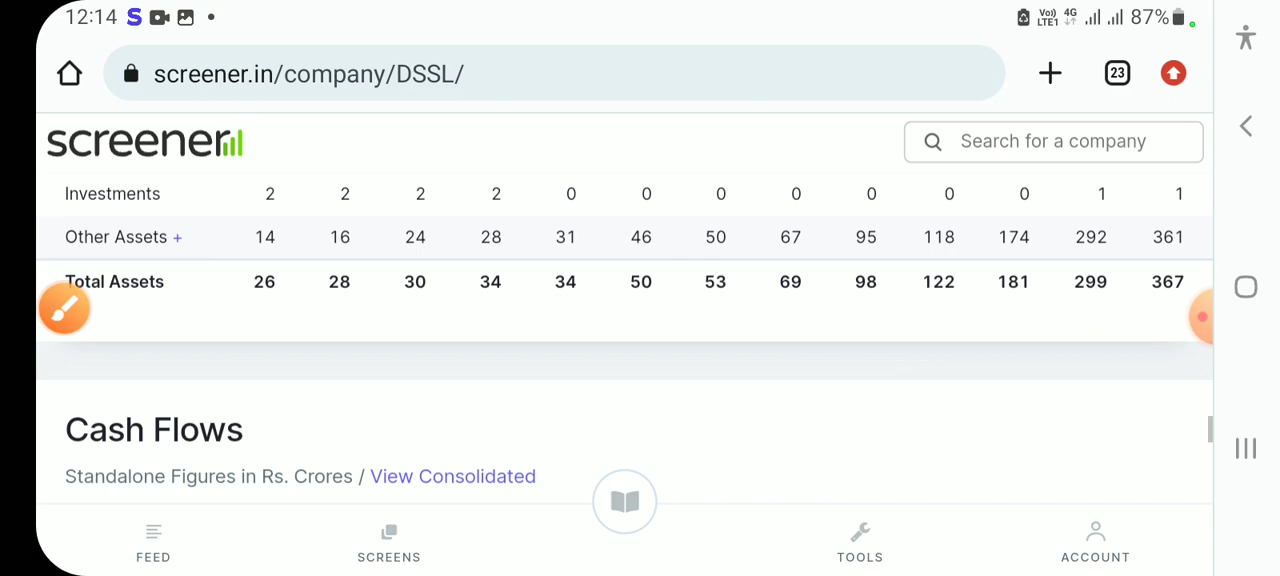 12:14 S Vo) LTE1 4G 87%
screener.in/company/DSSL/ 23
screener Search for a company
Investments 2 2 2 2 0 0 0 0 0 0 0 1 1
Other Assets + 14 16 24 28 31 46 50 67 95 118 174 292 361
Total Assets 26 28 30 34 34 50 53 69 98 122 181 299 367
Cash Flows
Standalone Figures in Rs. Crores / View Consolidated
FEED SCREENS TOOLS ACCOUNT